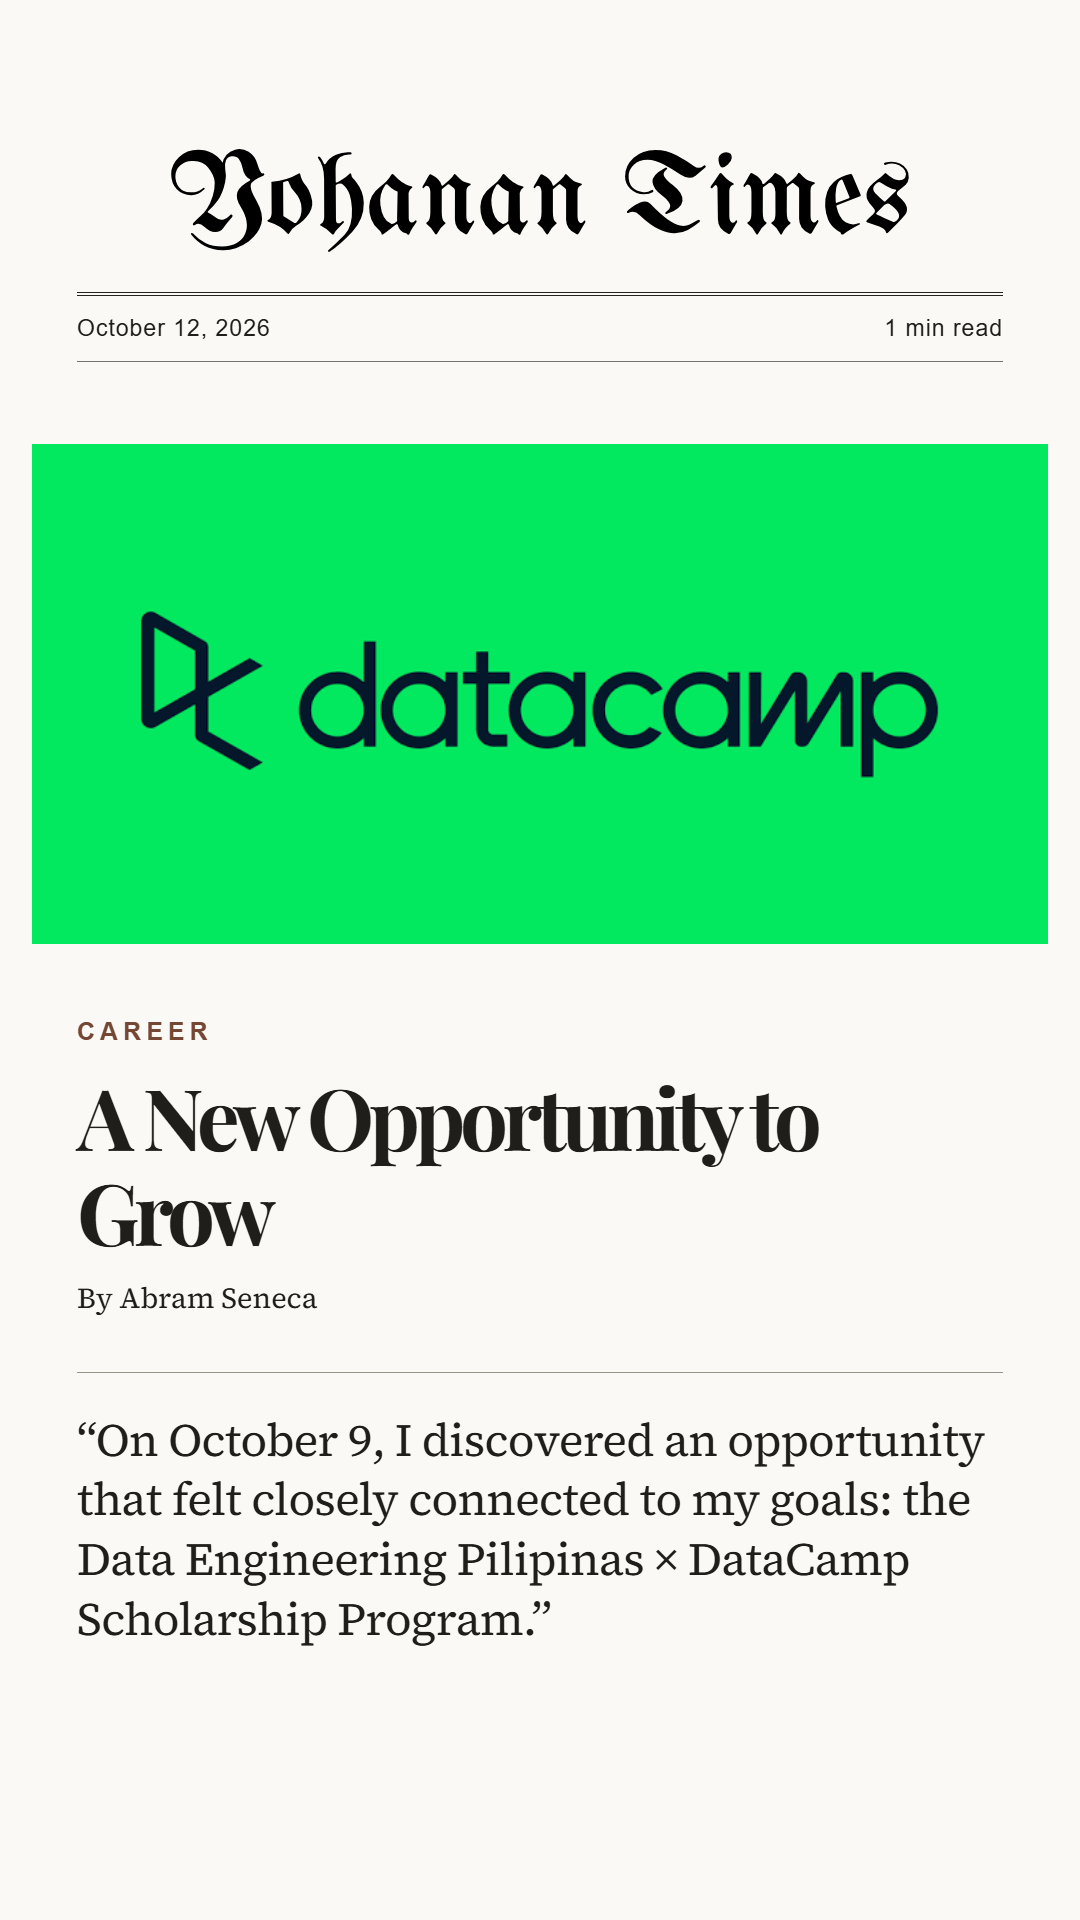 Yohanan Times
October 12, 2026
1 min read
datacamp
CAREER
A New Opportunity to
Grow
By Abram Seneca
“On October 9, I discovered an opportunity
that felt closely connected to my goals: the
Data Engineering Pilipinas × DataCamp
Scholarship Program.”